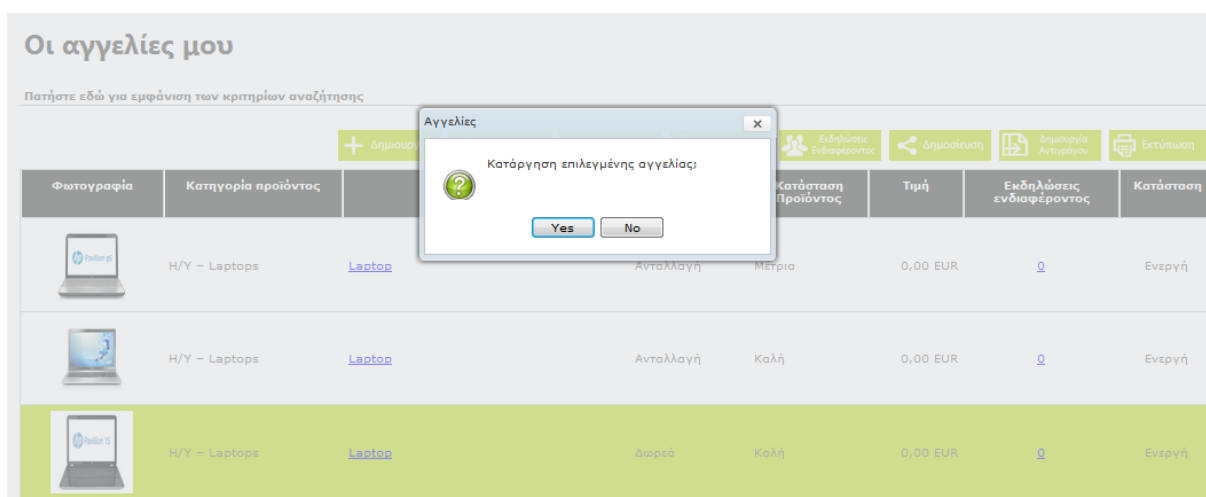 Οι αγγελίες μου
Πατήστε εδώ για εμφάνιση των κριτηρίων αναζήτησης
Αγγελίες
Κατάργηση επιλεγμένης αγγελίας;
Yes No
Εκδηλώσεις Ενδιαφέροντος Δημοσίευση Δημιουργία Αντιγράφου Εκτύπωση
Φωτογραφία Κατηγορία προϊόντος Κατάσταση Προϊόντος Τιμή Εκδηλώσεις ενδιαφέροντος Κατάσταση
Pavilion g6 Η/Υ – Laptops Laptop Ανταλλαγή Μέτρια 0,00 EUR 0 Ενεργή
Η/Υ – Laptops Laptop Ανταλλαγή Καλή 0,00 EUR 0 Ενεργή
Pavilion 15 Η/Υ – Laptops Laptop Δωρεά Καλή 0,00 EUR 0 Ενεργή